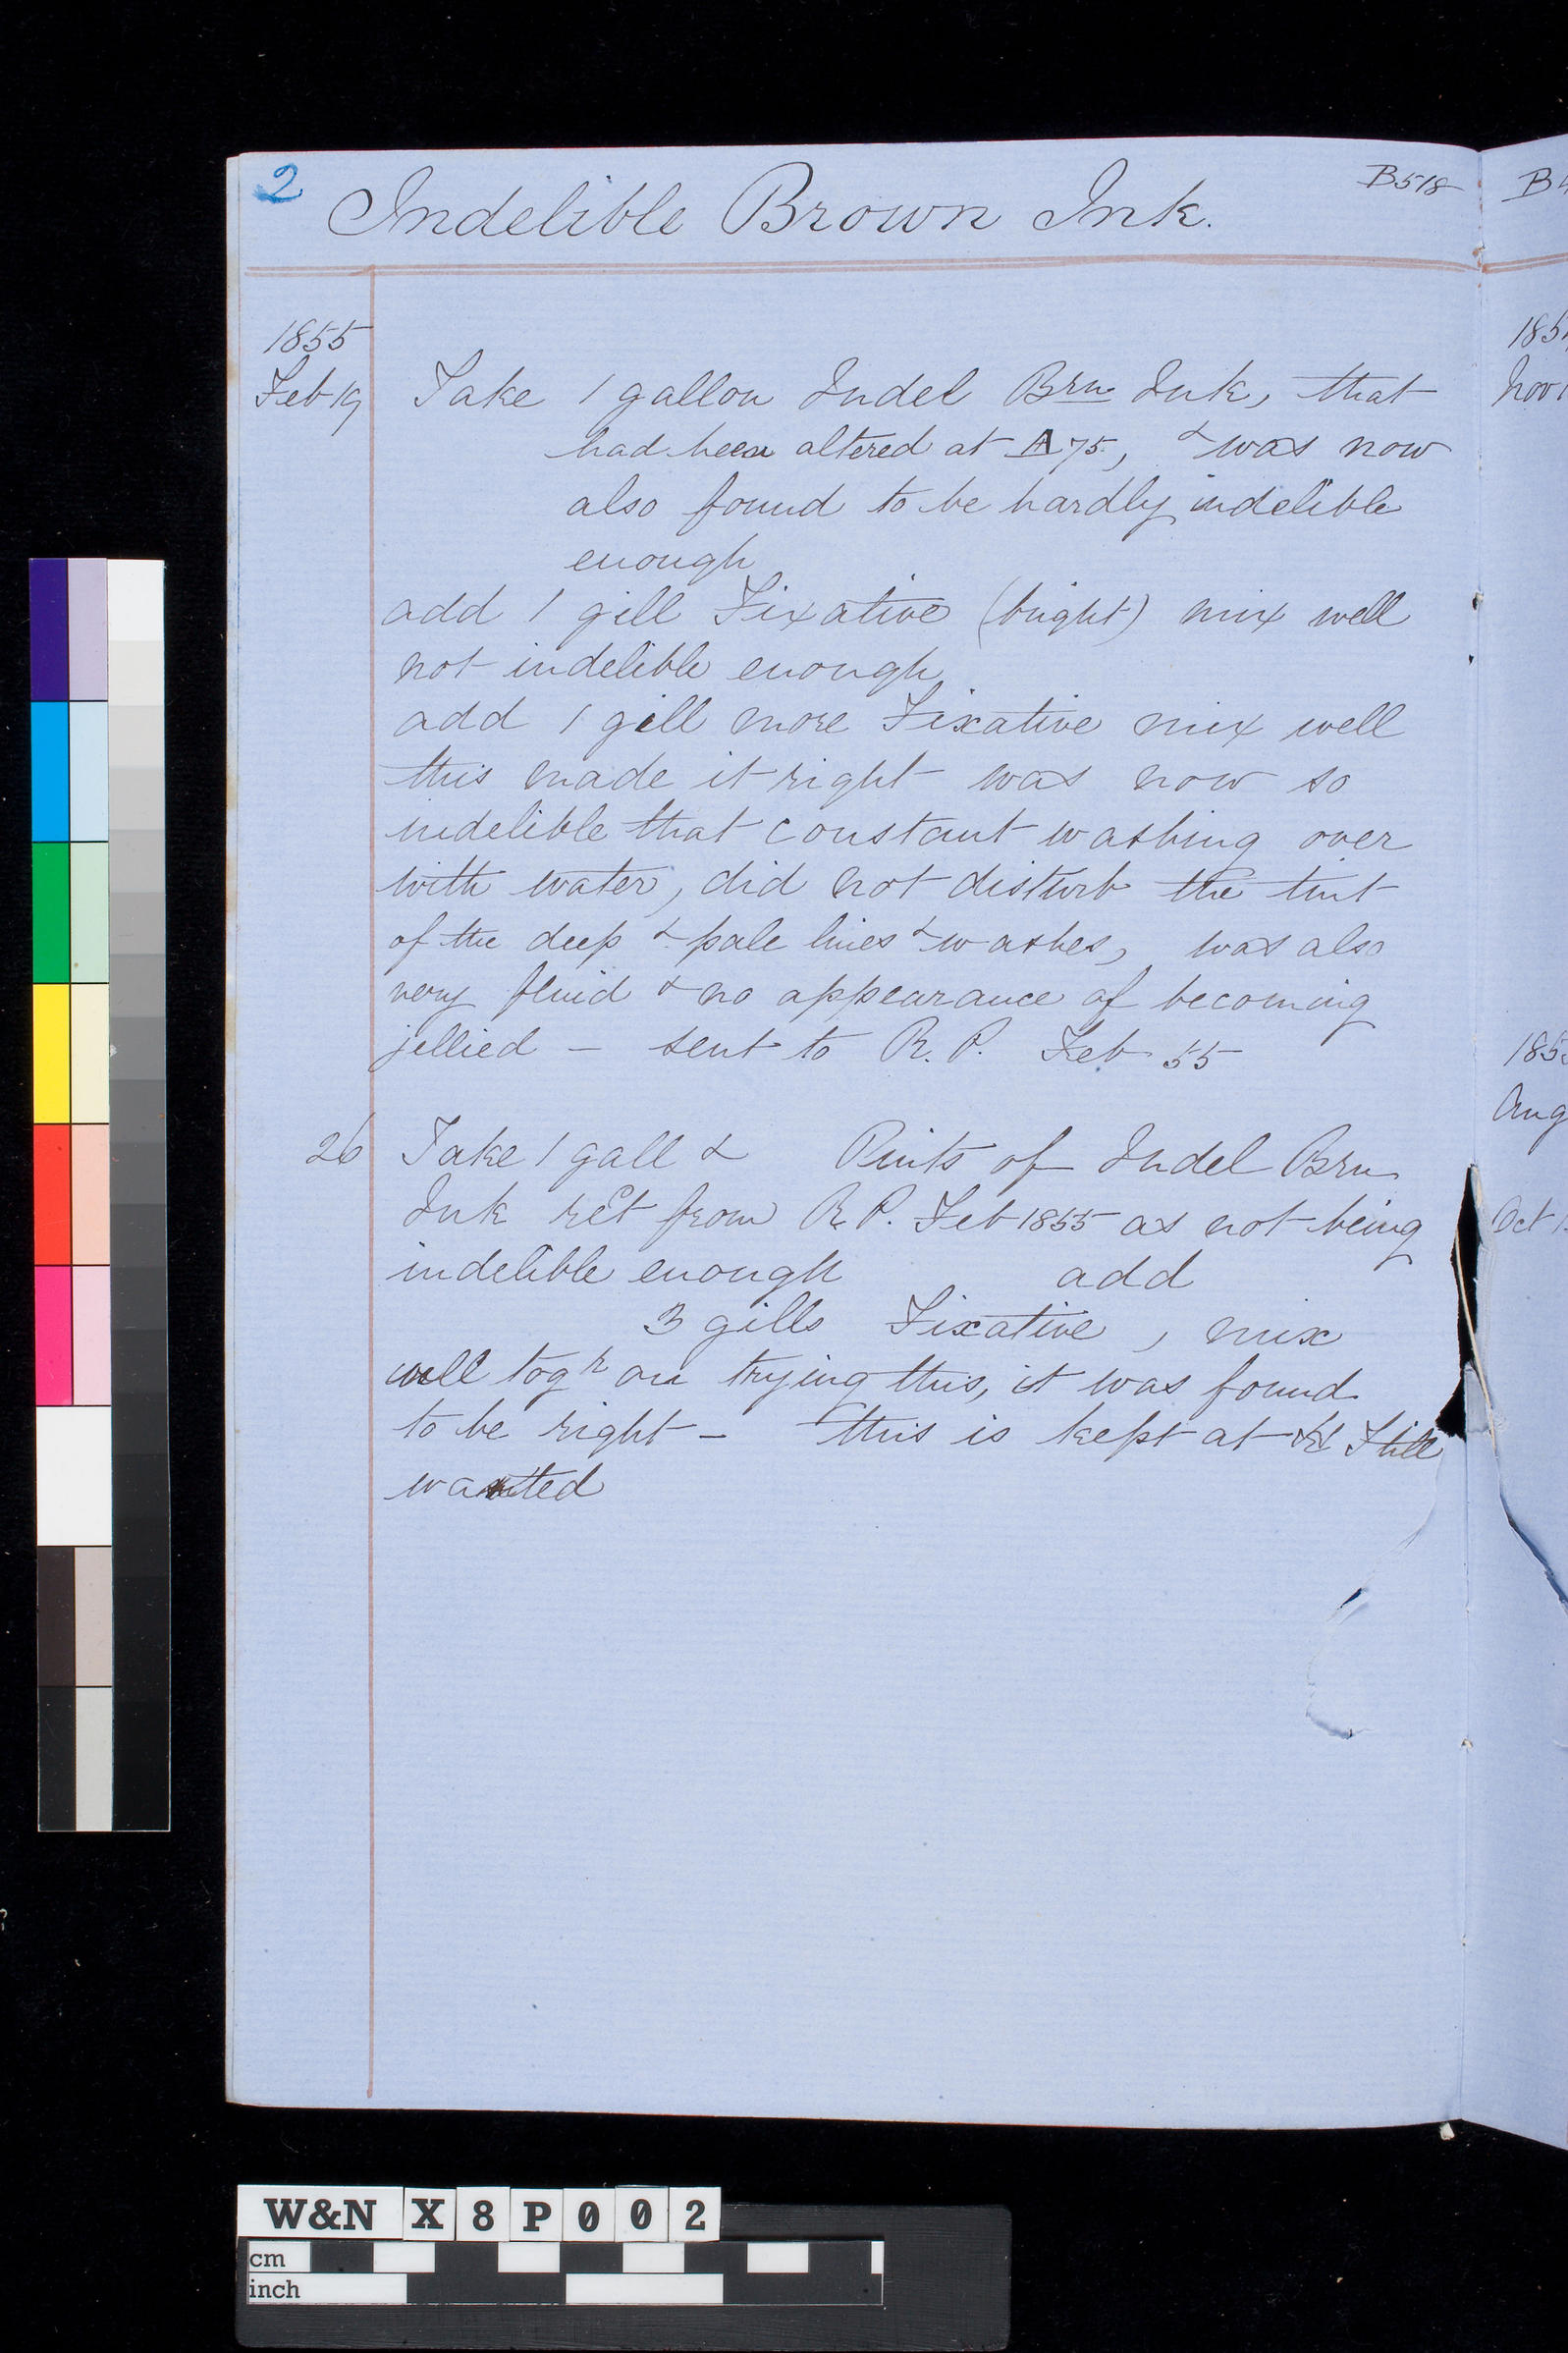 2
Indelible Brown Ink.
B518
1855
Feb 19
Take 1 gallon Indel Brn Ink, that
had been altered at A75, & was now
also found to be hardly indelible
enough
add 1 gill Fixative (bright) mix well
not indelible enough
add 1 gill more Fixative mix well
this made it right was now so
indelible that constant washing over
with water, did not disturb the tint
of the deep & pale lines & washes, was also
very fluid & no appearance of becoming
jellied — sent to R. P. Feb 55
26
Take 1 gall & Pints of Indel Brn
Ink ret from R P. Feb 1855 as not being
indelible enough add
3 gills Fixative, mix
well togr on trying this, it was found
to be right — this is kept at till
wanted
B
185
Nov 1
185
Aug
Oct 1
W&N X8P002
cm
inch